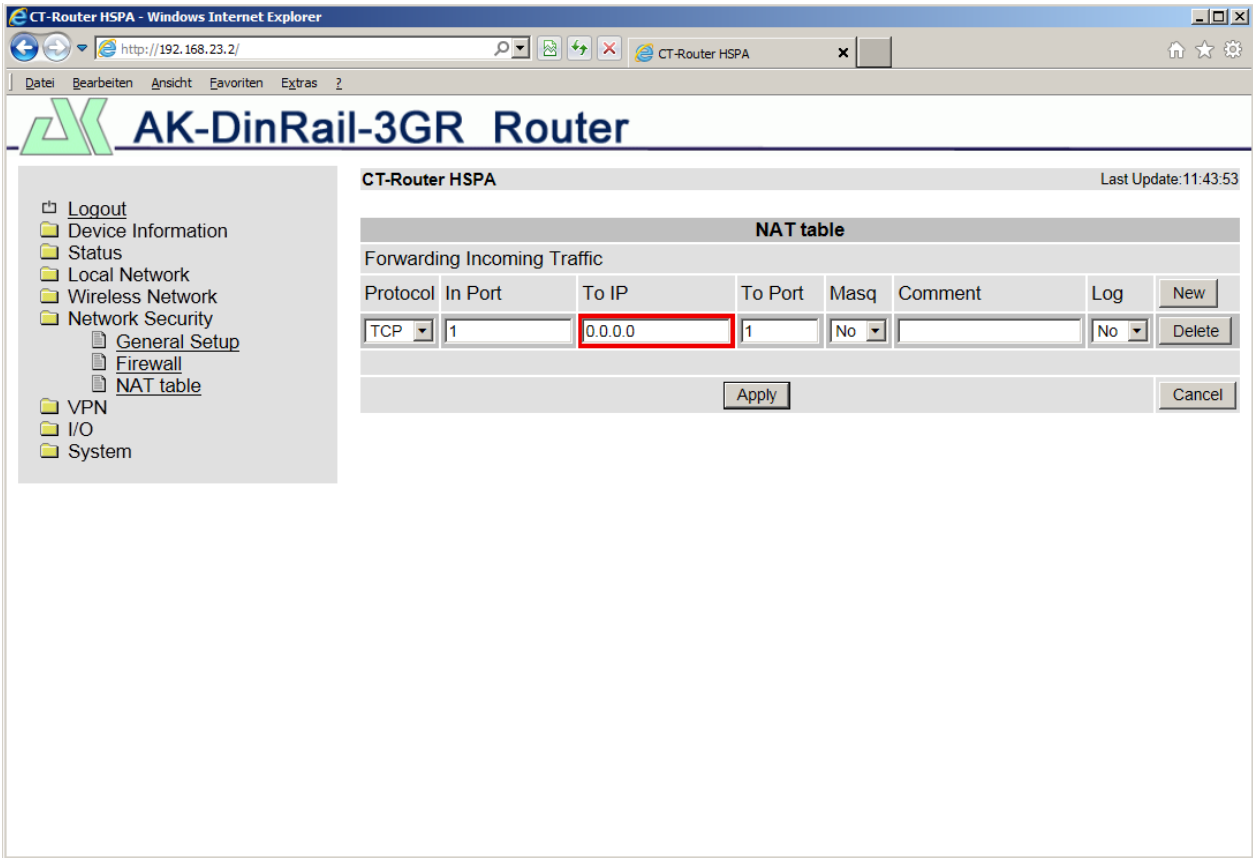 CT-Router HSPA - Windows Internet Explorer
http://192.168.23.2/
CT-Router HSPA
Datei Bearbeiten Ansicht Favoriten Extras ?
AK-DinRail-3GR Router
CT-Router HSPA Last Update:11:43:53
Logout
Device Information
Status
Local Network
Wireless Network
Network Security
General Setup
Firewall
NAT table
VPN
I/O
System
NAT table
Forwarding Incoming Traffic
Protocol In Port To IP To Port Masq Comment Log New
TCP 1 0.0.0.0 1 No No Delete
Apply Cancel